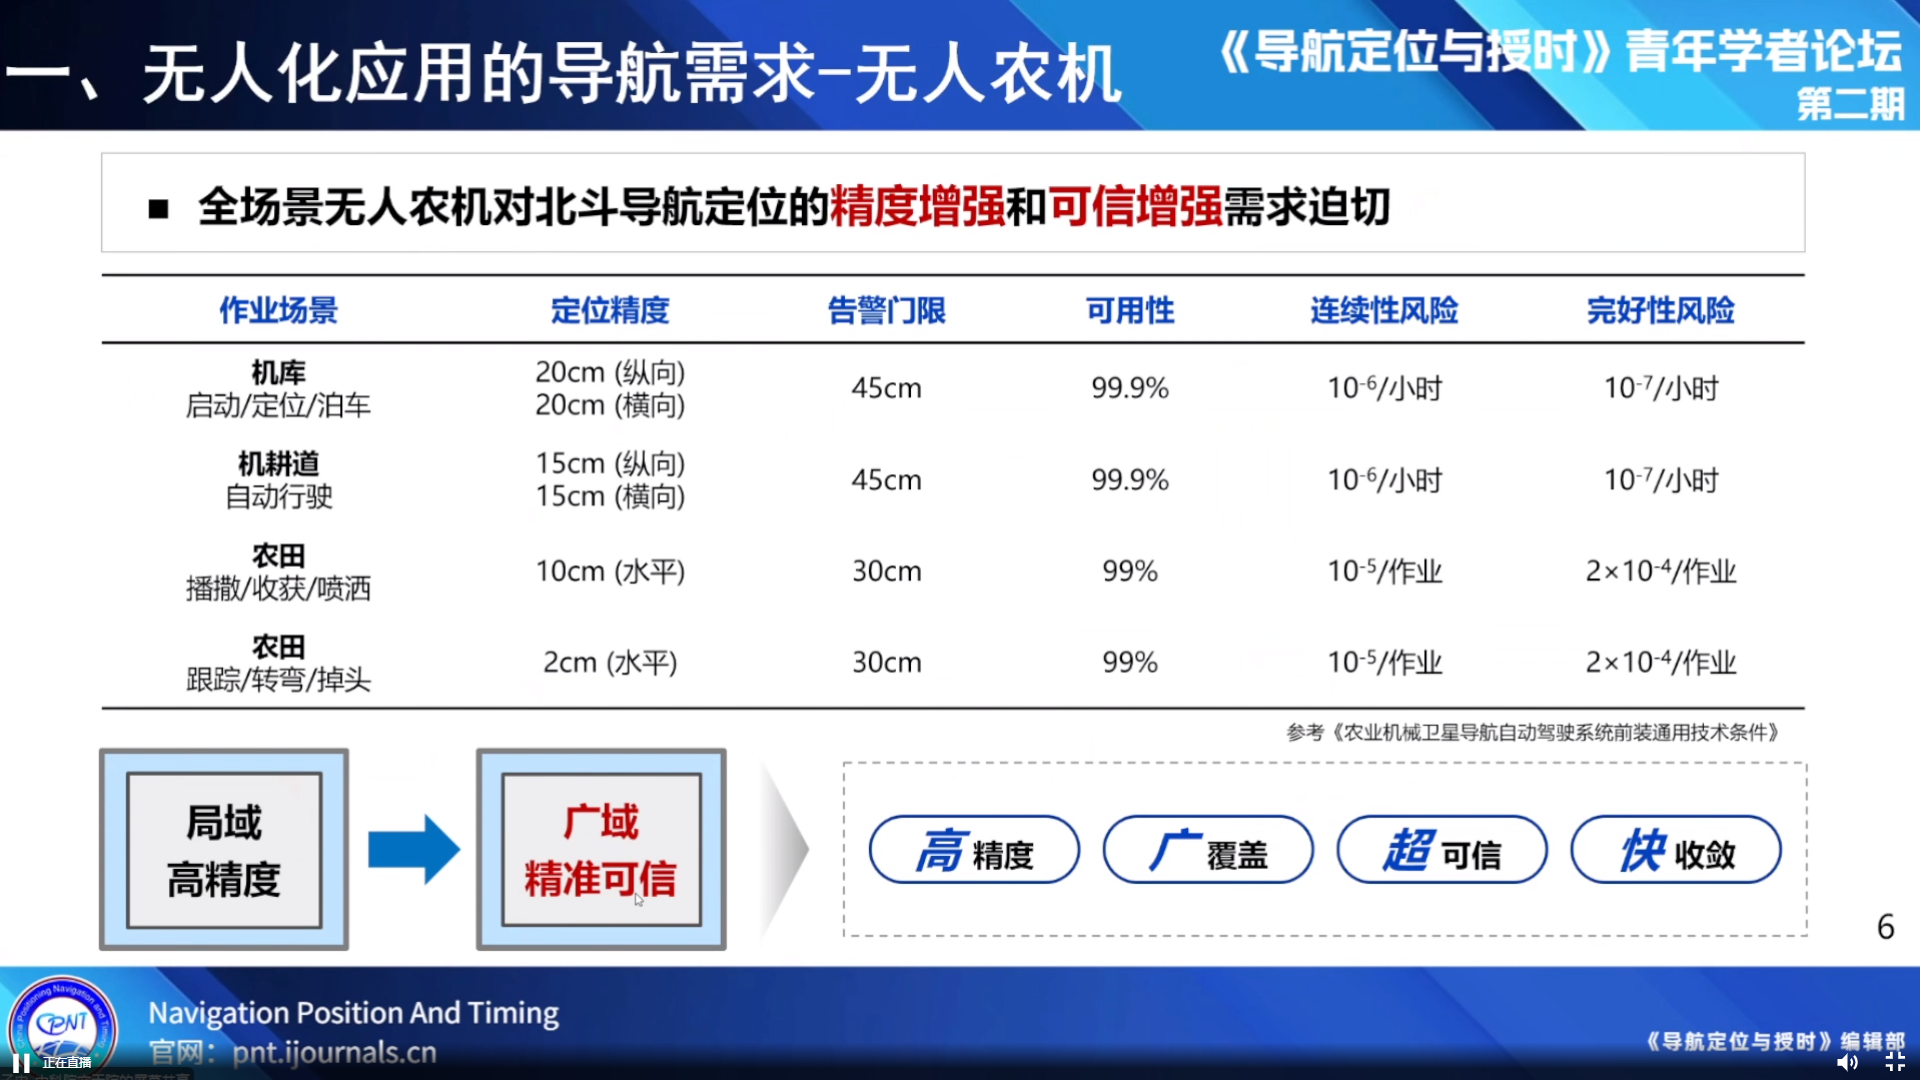 一、无人化应用的导航需求-无人农机
《导航定位与授时》青年学者论坛
第二期
■ 全场景无人农机对北斗导航定位的精度增强和可信增强需求迫切
作业场景 定位精度 告警门限 可用性 连续性风险 完好性风险
机库
启动/定位/泊车
20cm (纵向)
20cm (横向)
45cm 99.9% 10⁻⁶/小时 10⁻⁷/小时
机耕道
自动行驶
15cm (纵向)
15cm (横向)
45cm 99.9% 10⁻⁶/小时 10⁻⁷/小时
农田
播撒/收获/喷洒
10cm (水平) 30cm 99% 10⁻⁵/作业 2×10⁻⁴/作业
农田
跟踪/转弯/掉头
2cm (水平) 30cm 99% 10⁻⁵/作业 2×10⁻⁴/作业
参考《农业机械卫星导航自动驾驶系统前装通用技术条件》
局域
高精度
广域
精准可信
高精度 广覆盖 超可信 快收敛
6
China Positioning Navigation and Timing
PNT
Navigation Position And Timing
官网：pnt.ijournals.cn
《导航定位与授时》编辑部
正在直播